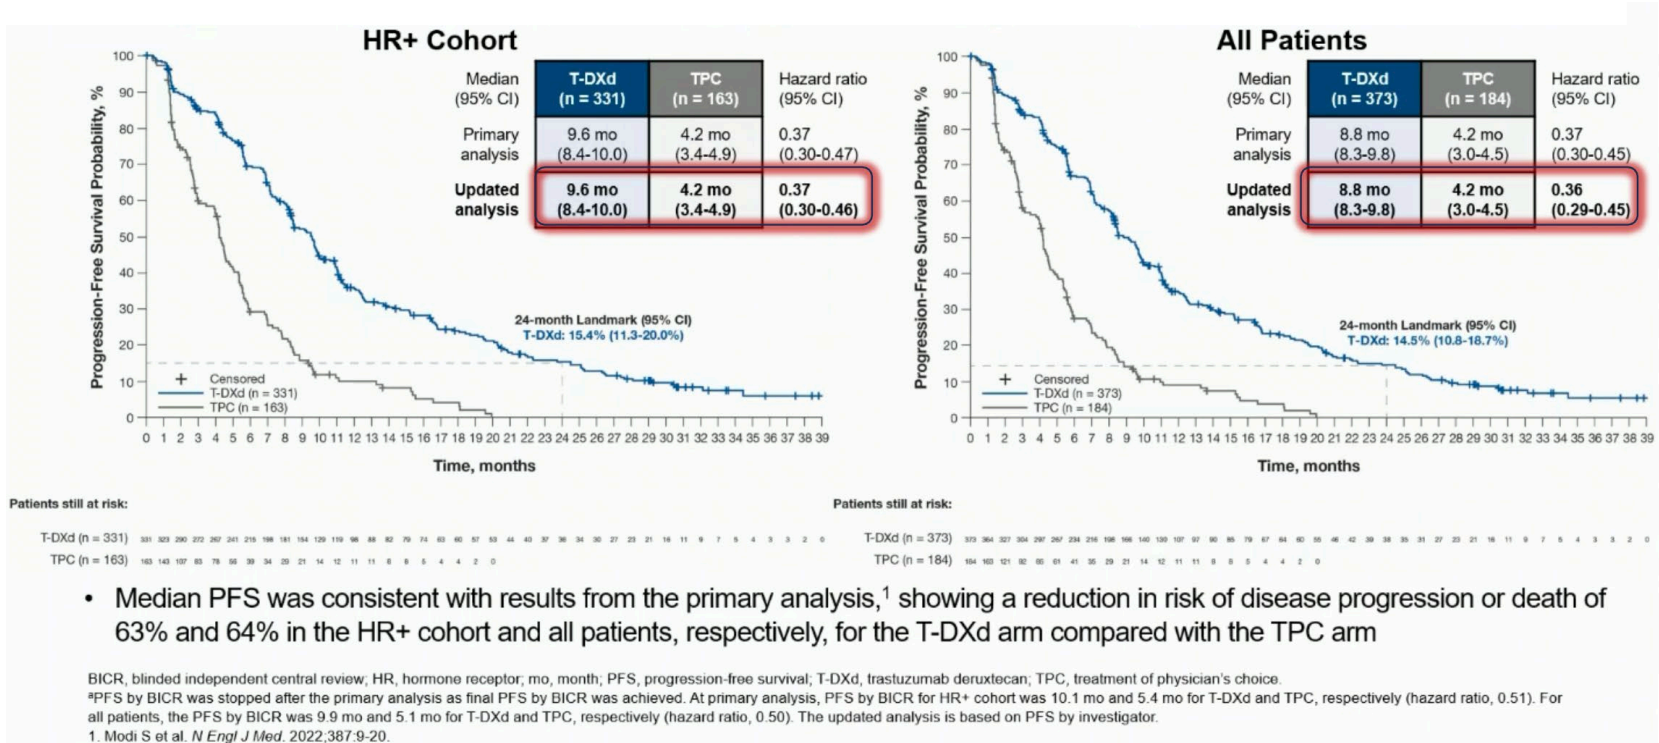 HR+ Cohort
Median (95% CI)
T-DXd (n = 331)
TPC (n = 163)
Hazard ratio (95% CI)
Primary analysis
9.6 mo (8.4-10.0)
4.2 mo (3.4-4.9)
0.37 (0.30-0.47)
Updated analysis
9.6 mo (8.4-10.0)
4.2 mo (3.4-4.9)
0.37 (0.30-0.46)
Progression-Free Survival Probability, %
100
90
80
70
60
50
40
30
20
10
0
24-month Landmark (95% CI)
T-DXd: 15.4% (11.3-20.0%)
Censored
T-DXd (n = 331)
TPC (n = 163)
0 1 2 3 4 5 6 7 8 9 10 11 12 13 14 15 16 17 18 19 20 21 22 23 24 25 26 27 28 29 30 31 32 33 34 35 36 37 38 39
Time, months
Patients still at risk:
T-DXd (n = 331)
TPC (n = 163)
All Patients
Median (95% CI)
T-DXd (n = 373)
TPC (n = 184)
Hazard ratio (95% CI)
Primary analysis
8.8 mo (8.3-9.8)
4.2 mo (3.0-4.5)
0.37 (0.30-0.45)
Updated analysis
8.8 mo (8.3-9.8)
4.2 mo (3.0-4.5)
0.36 (0.29-0.45)
Progression-Free Survival Probability, %
100
90
80
70
60
50
40
30
20
10
0
24-month Landmark (95% CI)
T-DXd: 14.5% (10.8-18.7%)
Censored
T-DXd (n = 373)
TPC (n = 184)
0 1 2 3 4 5 6 7 8 9 10 11 12 13 14 15 16 17 18 19 20 21 22 23 24 25 26 27 28 29 30 31 32 33 34 35 36 37 38 39
Time, months
Patients still at risk:
T-DXd (n = 373)
TPC (n = 184)
• Median PFS was consistent with results from the primary analysis,¹ showing a reduction in risk of disease progression or death of
63% and 64% in the HR+ cohort and all patients, respectively, for the T-DXd arm compared with the TPC arm
BICR, blinded independent central review; HR, hormone receptor; mo, month; PFS, progression-free survival; T-DXd, trastuzumab deruxtecan; TPC, treatment of physician's choice.
ªPFS by BICR was stopped after the primary analysis as final PFS by BICR was achieved. At primary analysis, PFS by BICR for HR+ cohort was 10.1 mo and 5.4 mo for T-DXd and TPC, respectively (hazard ratio, 0.51). For
all patients, the PFS by BICR was 9.9 mo and 5.1 mo for T-DXd and TPC, respectively (hazard ratio, 0.50). The updated analysis is based on PFS by investigator.
1. Modi S et al. N Engl J Med. 2022;387:9-20.